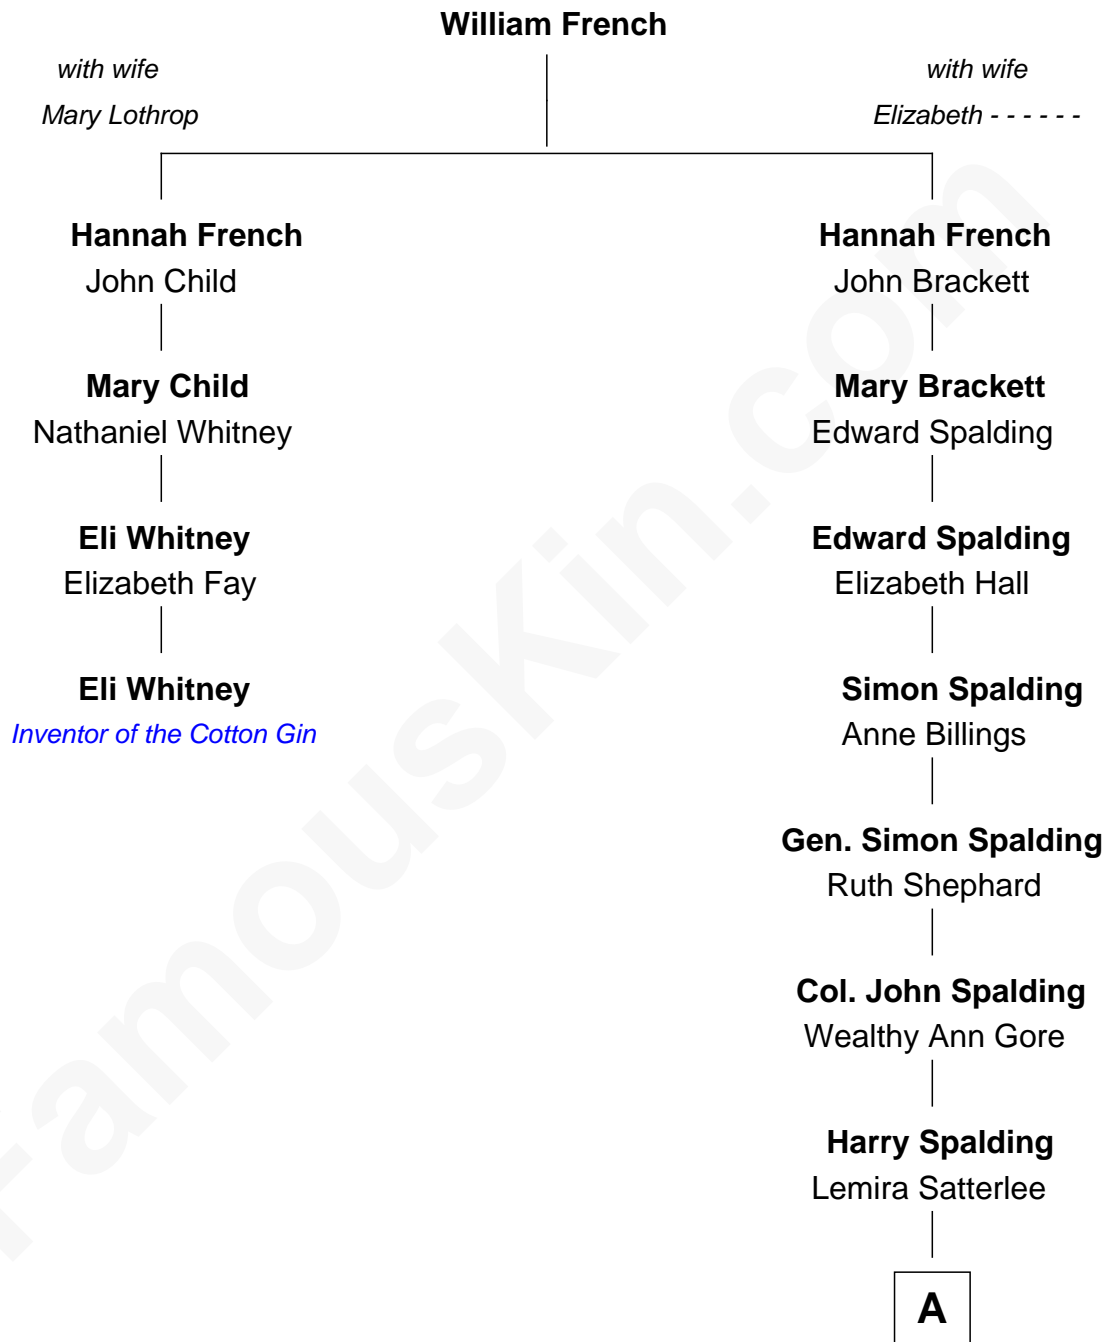 William French
with wife
Mary Lothrop
with wife
Elizabeth - - - - - -
Hannah French
John Child
Mary Child
Nathaniel Whitney
Eli Whitney
Elizabeth Fay
Eli Whitney
Inventor of the Cotton Gin
Hannah French
John Brackett
Mary Brackett
Edward Spalding
Edward Spalding
Elizabeth Hall
Simon Spalding
Anne Billings
Gen. Simon Spalding
Ruth Shephard
Col. John Spalding
Wealthy Ann Gore
Harry Spalding
Lemira Satterlee
A
FamousKin.com